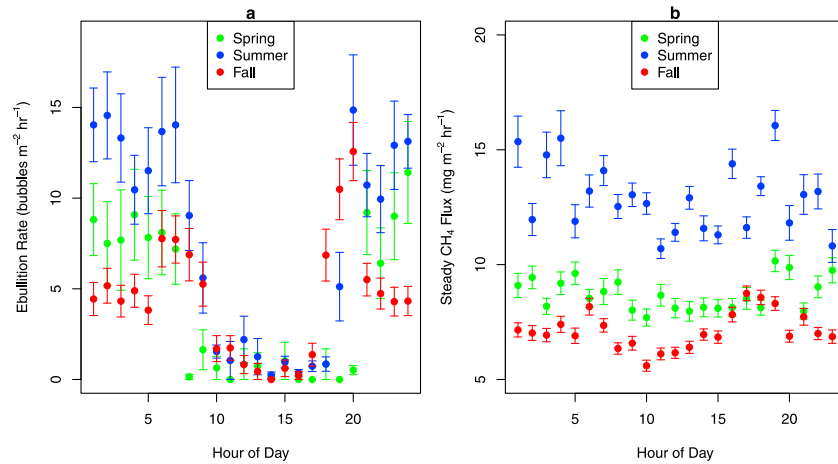 a
Spring
Summer
Fall
0
5
10
15
5
10
15
20
Ebullition Rate (bubbles m⁻² hr⁻¹)
Hour of Day
b
Spring
Summer
Fall
5
10
15
20
5
10
15
20
Steady CH₄ Flux (mg m⁻² hr⁻¹)
Hour of Day